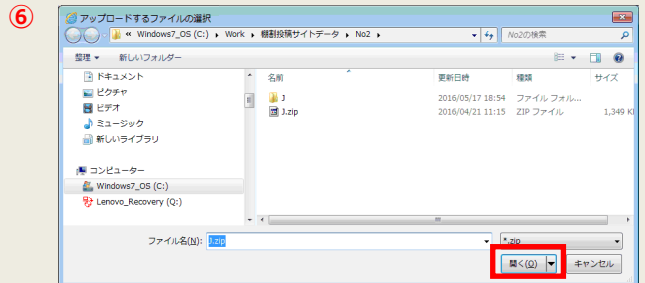 ⑥
アップロードするファイルの選択
« Windows7_OS (C:) ▸ Work ▸ 棚割投稿サイトデータ ▸ No2 ▸
No2の検索
整理 ▼ 新しいフォルダー
ドキュメント
ピクチャ
ビデオ
ミュージック
新しいライブラリ
コンピューター
Windows7_OS (C:)
Lenovo_Recovery (Q:)
名前 更新日時 種類 サイズ
J 2016/05/17 18:54 ファイル フォル...
J.zip 2016/04/21 11:15 ZIP ファイル 1,349 K
ファイル名(N): J.zip
*.zip
開く(O) キャンセル